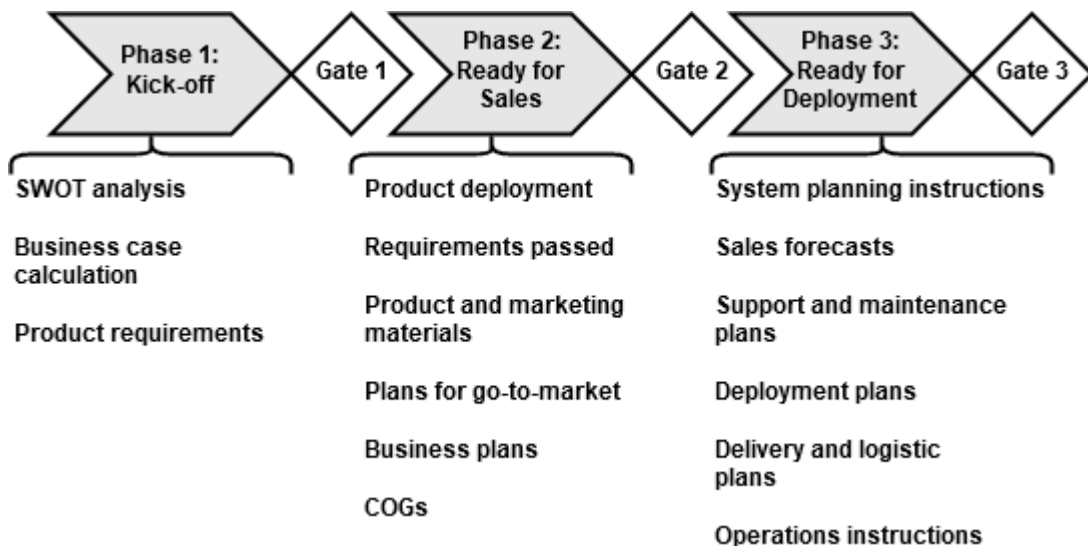 Phase 1:
Kick-off
Gate 1
Phase 2:
Ready for
Sales
Gate 2
Phase 3:
Ready for
Deployment
Gate 3
SWOT analysis
Business case
calculation
Product requirements
Product deployment
Requirements passed
Product and marketing
materials
Plans for go-to-market
Business plans
COGs
System planning instructions
Sales forecasts
Support and maintenance
plans
Deployment plans
Delivery and logistic
plans
Operations instructions